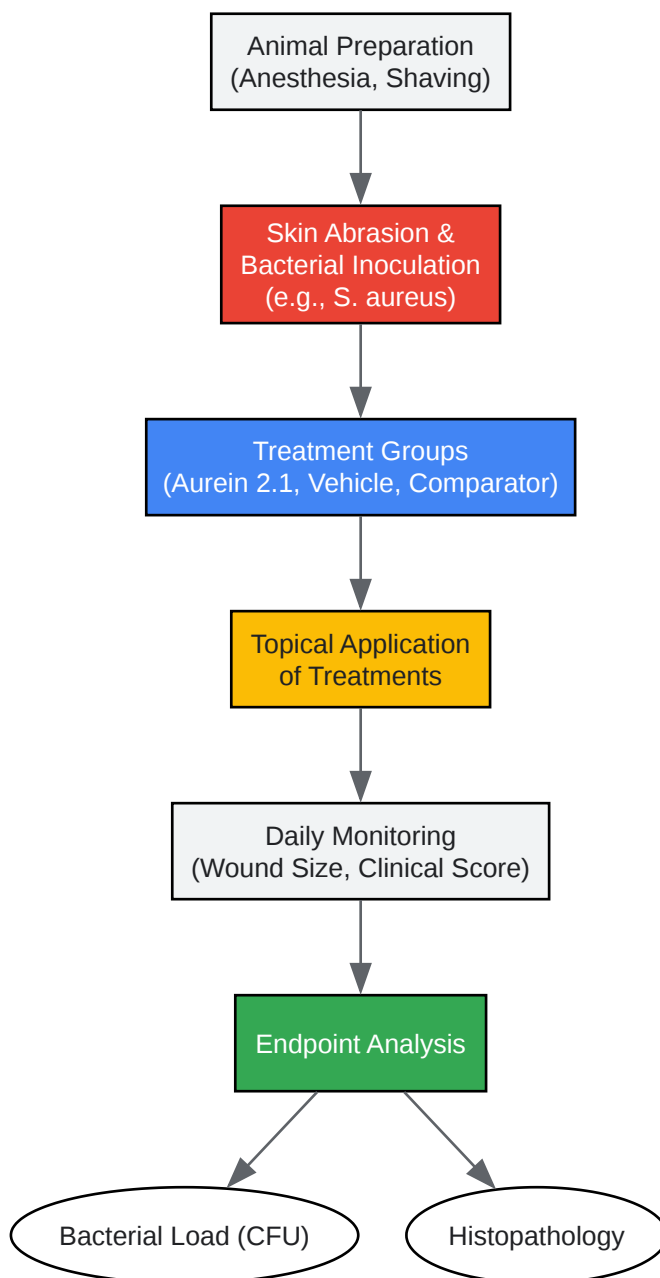 Animal Preparation
(Anesthesia, Shaving)
Skin Abrasion &
Bacterial Inoculation
(e.g., S. aureus)
Treatment Groups
(Aurein 2.1, Vehicle, Comparator)
Topical Application
of Treatments
Daily Monitoring
(Wound Size, Clinical Score)
Endpoint Analysis
Bacterial Load (CFU)
Histopathology